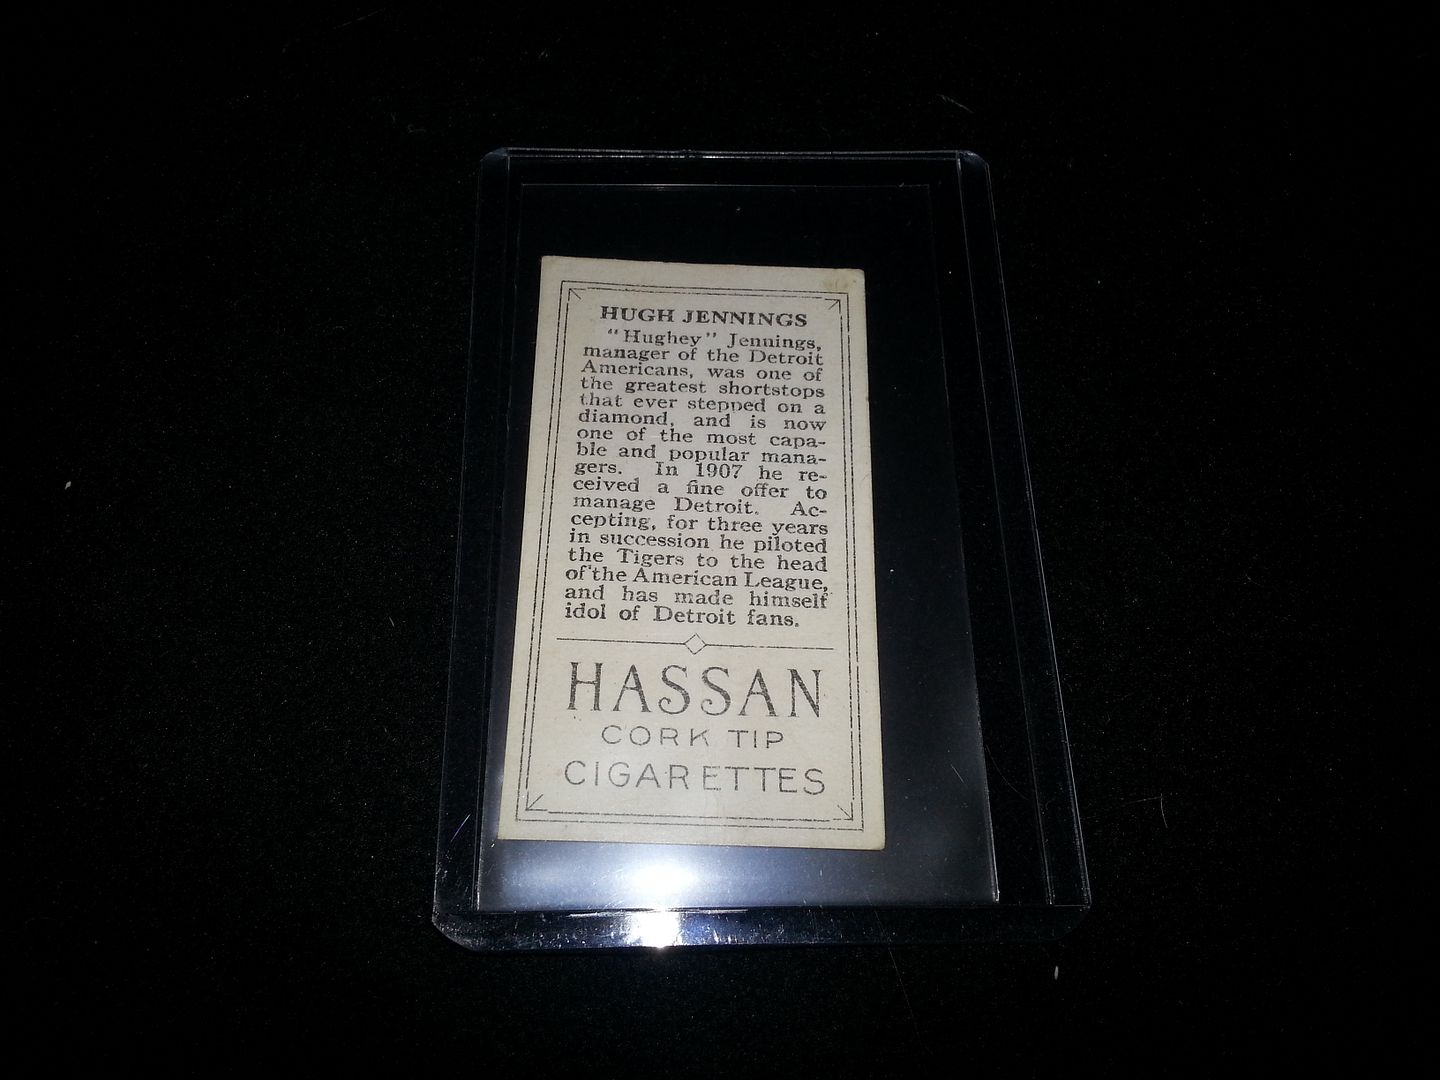 HUGH JENNINGS
"Hughey" Jennings,
manager of the Detroit
Americans, was one of
the greatest shortstops
that ever stepped on a
diamond, and is now
one of the most capa-
ble and popular mana-
gers. In 1907 he re-
ceived a fine offer to
manage Detroit. Ac-
cepting, for three years
in succession he piloted
the Tigers to the head
of the American League,
and has made himself
idol of Detroit fans.
HASSAN
CORK TIP
CIGARETTES